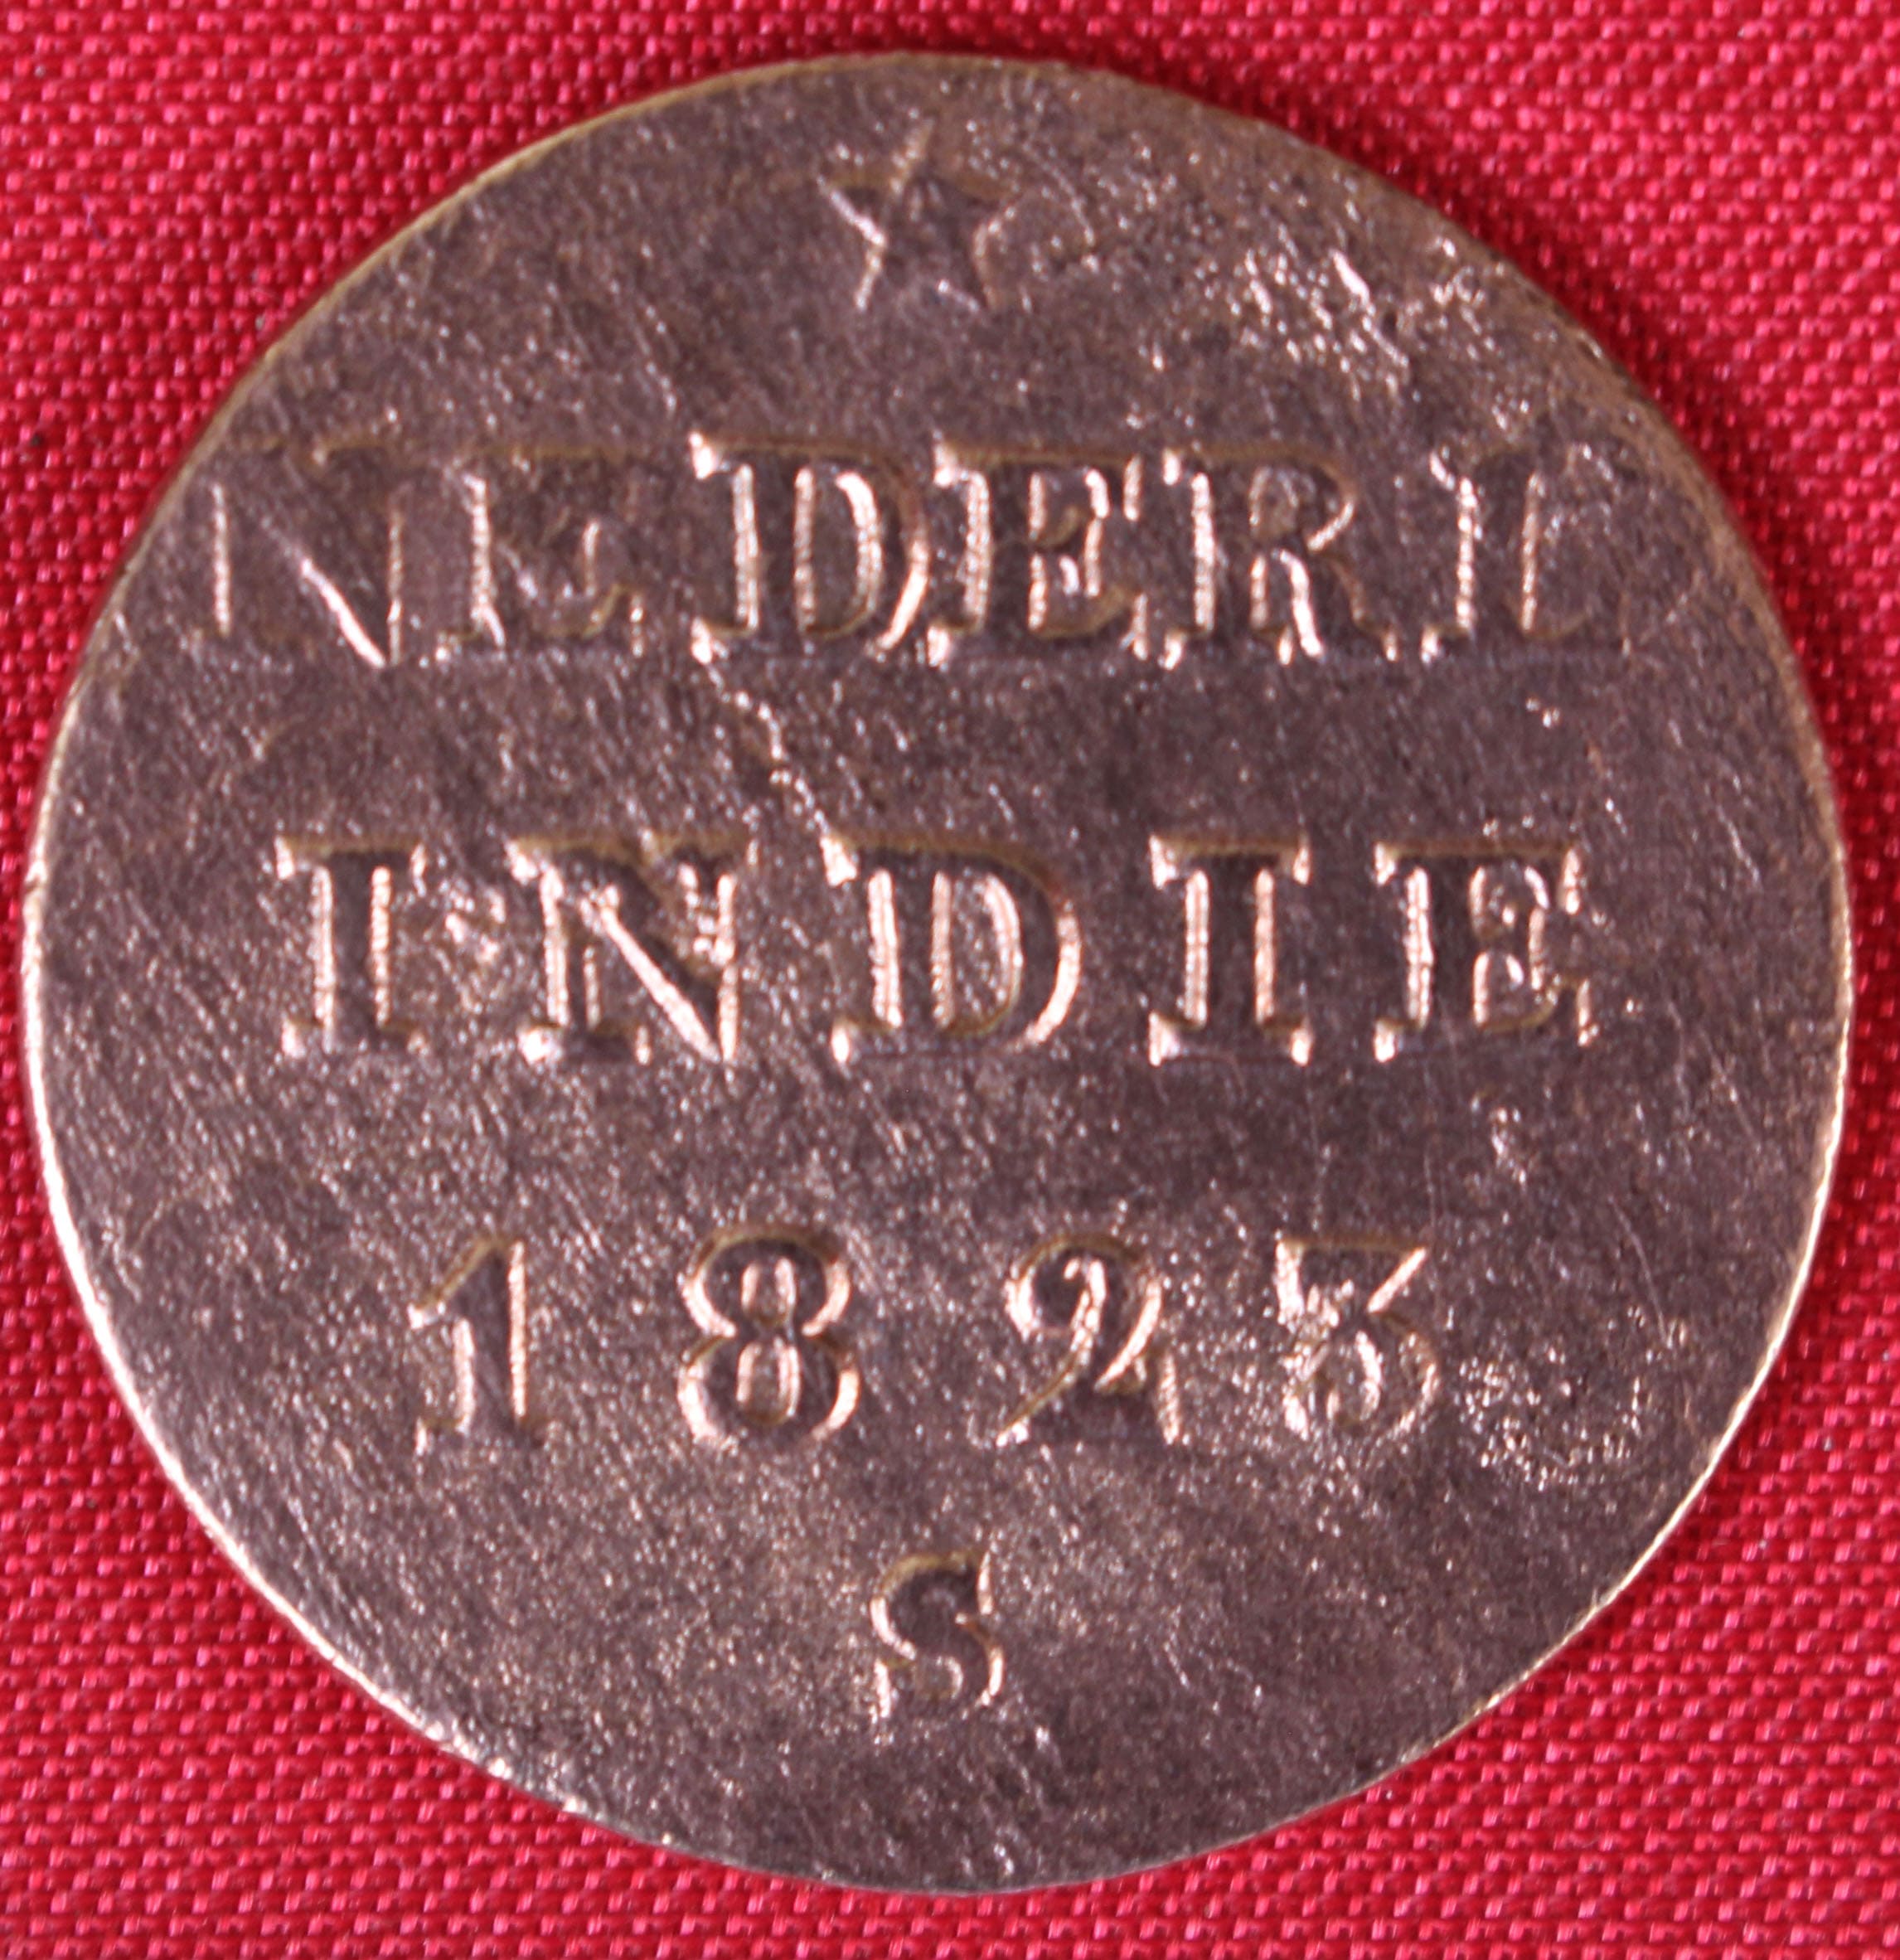 NEDERL
INDIE
1823
S